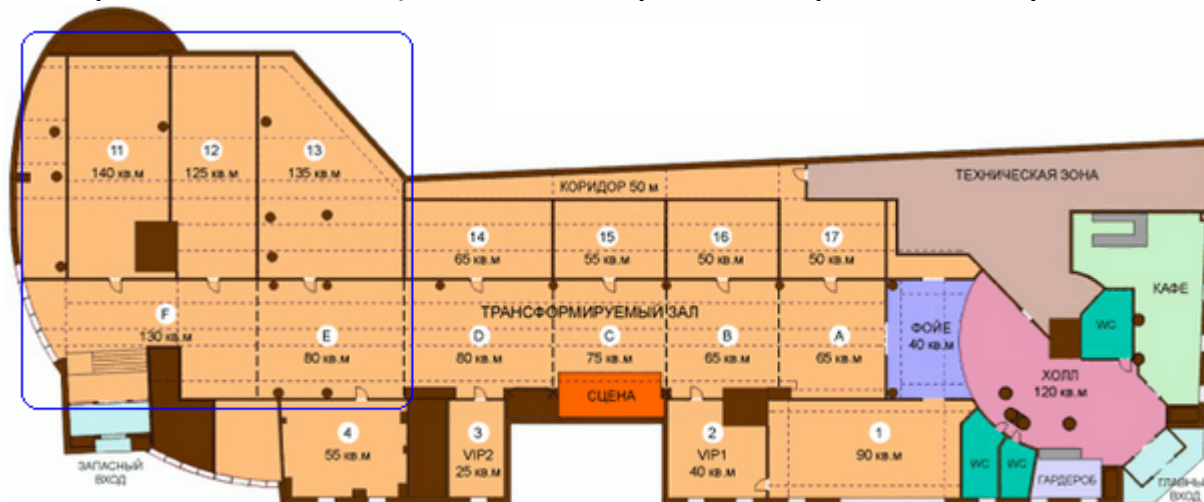 11
140 кв.м
12
125 кв.м
13
135 кв.м
КОРИДОР 50 м
ТЕХНИЧЕСКАЯ ЗОНА
14
65 кв.м
15
55 кв.м
16
50 кв.м
17
50 кв.м
КАФЕ
WC
ТРАНСФОРМИРУЕМЫЙ ЗАЛ
F
130 кв.м
E
80 кв.м
D
80 кв.м
C
75 кв.м
B
65 кв.м
A
65 кв.м
ФОЙЕ
40 кв.м
ХОЛЛ
120 кв.м
СЦЕНА
4
55 кв.м
3
VIP2
25 кв.м
2
VIP1
40 кв.м
1
90 кв.м
WC
WC
ГАРДЕРОБ
ЗАПАСНЫЙ
ВХОД
ГЛАВНЫ
ВХОД